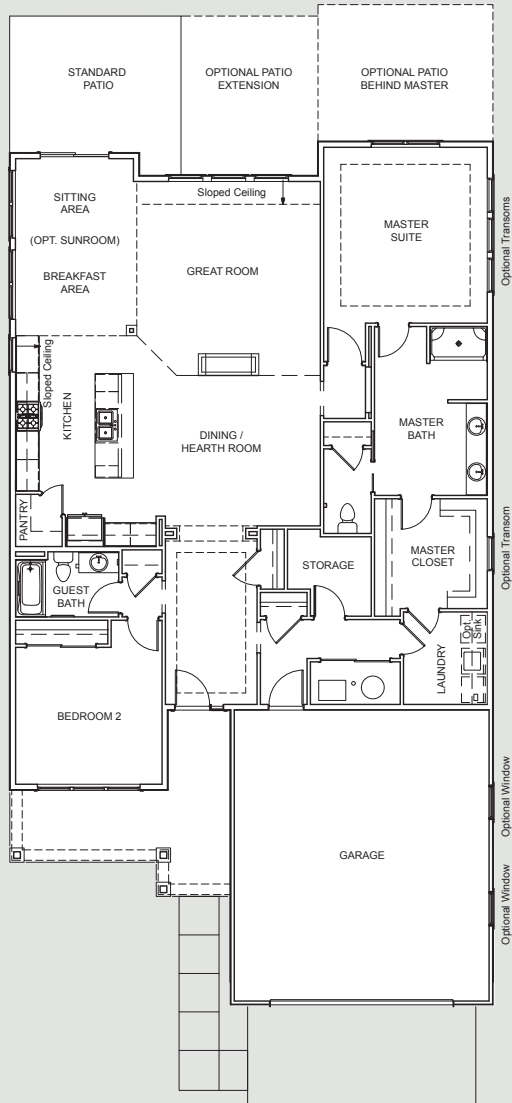 STANDARD
PATIO
OPTIONAL PATIO
EXTENSION
OPTIONAL PATIO
BEHIND MASTER
SITTING
AREA
(OPT. SUNROOM)
BREAKFAST
AREA
Sloped Ceiling
GREAT ROOM
MASTER
SUITE
Optional Transoms
Sloped Ceiling
KITCHEN
DINING /
HEARTH ROOM
MASTER
BATH
PANTRY
GUEST
BATH
STORAGE
MASTER
CLOSET
Optional Transom
LAUNDRY
Opt.
Sink
BEDROOM 2
GARAGE
Optional Window
Optional Window